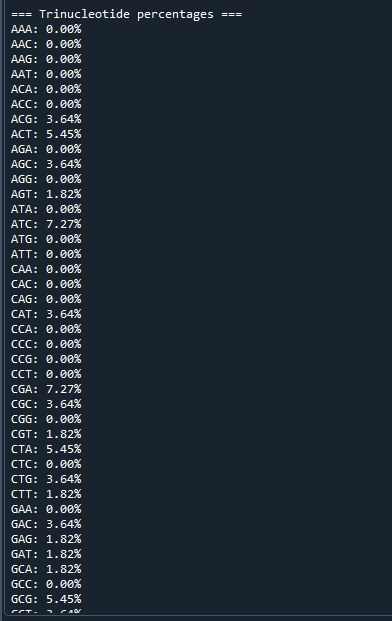 === Trinucleotide percentages ===
AAA: 0.00%
AAC: 0.00%
AAG: 0.00%
AAT: 0.00%
ACA: 0.00%
ACC: 0.00%
ACG: 3.64%
ACT: 5.45%
AGA: 0.00%
AGC: 3.64%
AGG: 0.00%
AGT: 1.82%
ATA: 0.00%
ATC: 7.27%
ATG: 0.00%
ATT: 0.00%
CAA: 0.00%
CAC: 0.00%
CAG: 0.00%
CAT: 3.64%
CCA: 0.00%
CCC: 0.00%
CCG: 0.00%
CCT: 0.00%
CGA: 7.27%
CGC: 3.64%
CGG: 0.00%
CGT: 1.82%
CTA: 5.45%
CTC: 0.00%
CTG: 3.64%
CTT: 1.82%
GAA: 0.00%
GAC: 3.64%
GAG: 1.82%
GAT: 1.82%
GCA: 1.82%
GCC: 0.00%
GCG: 5.45%